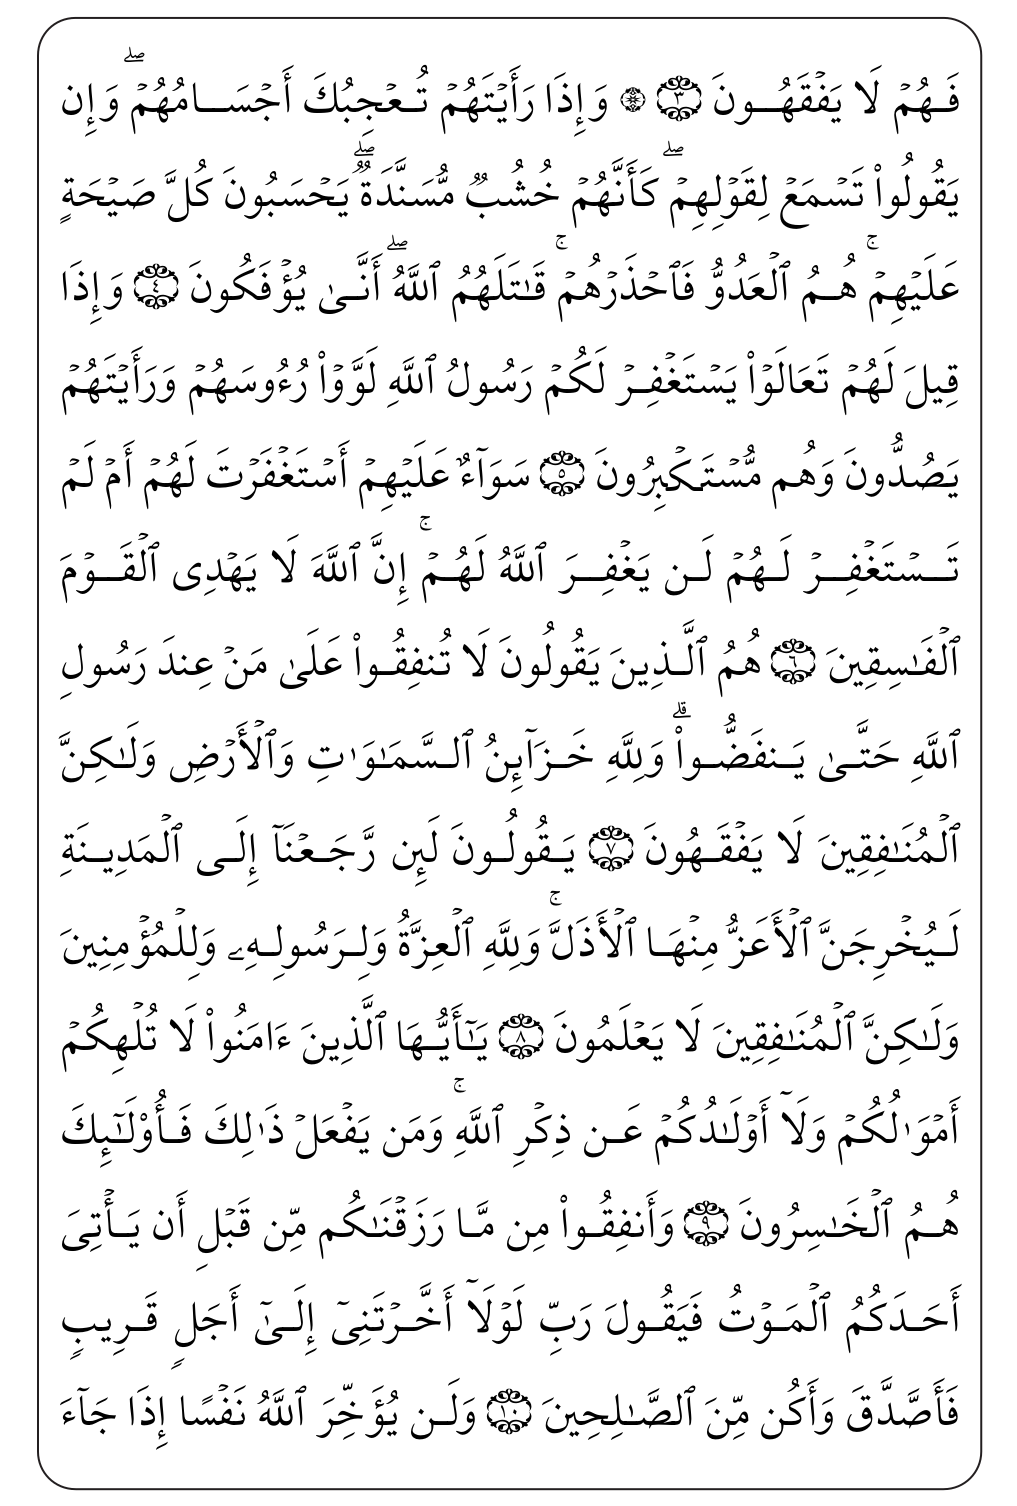 فَهُمۡ لَا يَفۡقَهُونَ ٣ ۞ وَإِذَا رَأَيۡتَهُمۡ تُعۡجِبُكَ أَجۡسَامُهُمۡۖ وَإِن
يَقُولُواْ تَسۡمَعۡ لِقَوۡلِهِمۡۖ كَأَنَّهُمۡ خُشُبٞ مُّسَنَّدَةٞۖ يَحۡسَبُونَ كُلَّ صَيۡحَةٍ
عَلَيۡهِمۡۚ هُمُ ٱلۡعَدُوُّ فَٱحۡذَرۡهُمۡۚ قَٰتَلَهُمُ ٱللَّهُۖ أَنَّىٰ يُؤۡفَكُونَ ٤ وَإِذَا
قِيلَ لَهُمۡ تَعَالَوۡاْ يَسۡتَغۡفِرۡ لَكُمۡ رَسُولُ ٱللَّهِ لَوَّوۡاْ رُءُوسَهُمۡ وَرَأَيۡتَهُمۡ
يَصُدُّونَ وَهُم مُّسۡتَكۡبِرُونَ ٥ سَوَآءٌ عَلَيۡهِمۡ أَسۡتَغۡفَرۡتَ لَهُمۡ أَمۡ لَمۡ
تَسۡتَغۡفِرۡ لَهُمۡ لَن يَغۡفِرَ ٱللَّهُ لَهُمۡۚ إِنَّ ٱللَّهَ لَا يَهۡدِي ٱلۡقَوۡمَ
ٱلۡفَٰسِقِينَ ٦ هُمُ ٱلَّذِينَ يَقُولُونَ لَا تُنفِقُواْ عَلَىٰ مَنۡ عِندَ رَسُولِ
ٱللَّهِ حَتَّىٰ يَنفَضُّواْۗ وَلِلَّهِ خَزَآئِنُ ٱلسَّمَٰوَٰتِ وَٱلۡأَرۡضِ وَلَٰكِنَّ
ٱلۡمُنَٰفِقِينَ لَا يَفۡقَهُونَ ٧ يَقُولُونَ لَئِن رَّجَعۡنَآ إِلَى ٱلۡمَدِينَةِ
لَيُخۡرِجَنَّ ٱلۡأَعَزُّ مِنۡهَا ٱلۡأَذَلَّۚ وَلِلَّهِ ٱلۡعِزَّةُ وَلِرَسُولِهِۦ وَلِلۡمُؤۡمِنِينَ
وَلَٰكِنَّ ٱلۡمُنَٰفِقِينَ لَا يَعۡلَمُونَ ٨ يَٰٓأَيُّهَا ٱلَّذِينَ ءَامَنُواْ لَا تُلۡهِكُمۡ
أَمۡوَٰلُكُمۡ وَلَآ أَوۡلَٰدُكُمۡ عَن ذِكۡرِ ٱللَّهِۚ وَمَن يَفۡعَلۡ ذَٰلِكَ فَأُوْلَٰٓئِكَ
هُمُ ٱلۡخَٰسِرُونَ ٩ وَأَنفِقُواْ مِن مَّا رَزَقۡنَٰكُم مِّن قَبۡلِ أَن يَأۡتِيَ
أَحَدَكُمُ ٱلۡمَوۡتُ فَيَقُولَ رَبِّ لَوۡلَآ أَخَّرۡتَنِيٓ إِلَىٰٓ أَجَلٖ قَرِيبٖ
فَأَصَّدَّقَ وَأَكُن مِّنَ ٱلصَّٰلِحِينَ ١٠ وَلَن يُؤَخِّرَ ٱللَّهُ نَفۡسًا إِذَا جَآءَ